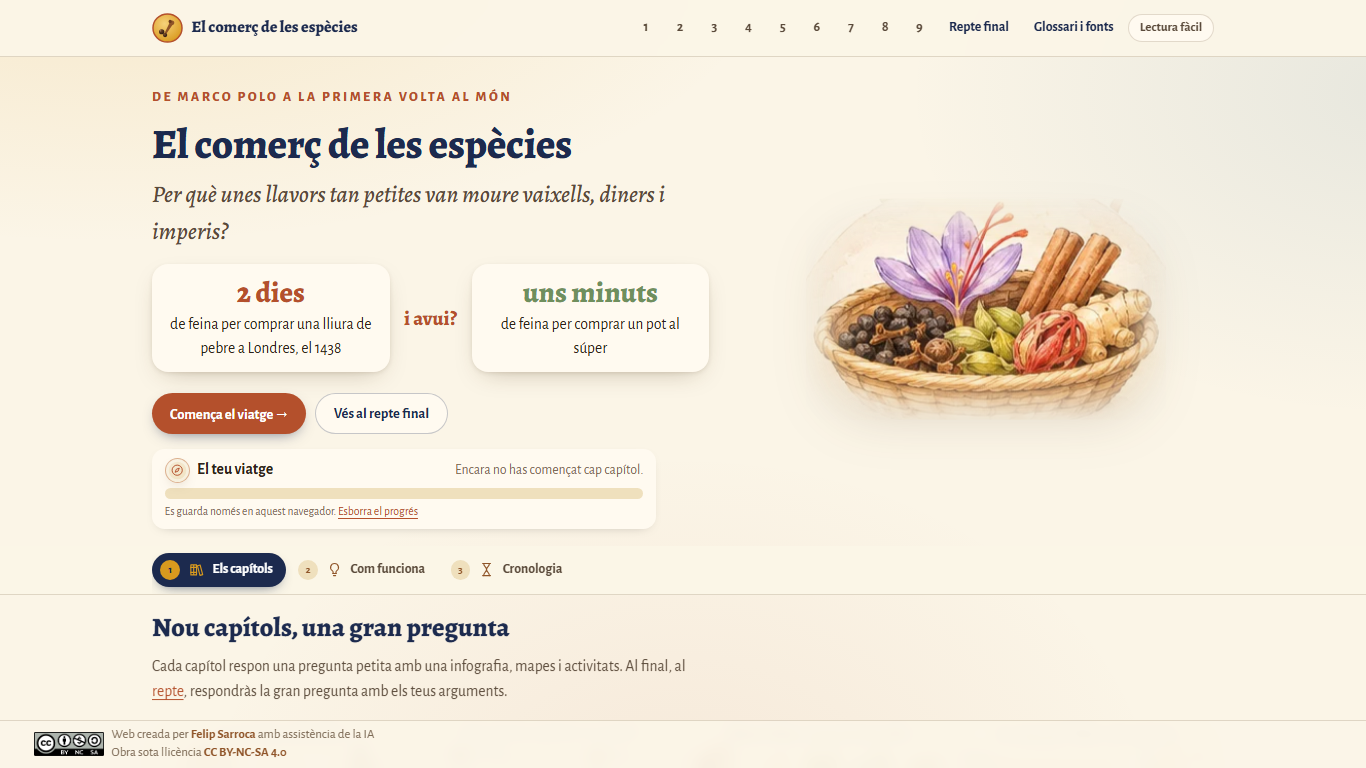 El comerç de les espècies
1 2 3 4 5 6 7 8 9 Repte final Glossari i fonts Lectura fàcil
DE MARCO POLO A LA PRIMERA VOLTA AL MÓN
El comerç de les espècies
Per què unes llavors tan petites van moure vaixells, diners i
imperis?
2 dies
de feina per comprar una lliura de
pebre a Londres, el 1438
i avui?
uns minuts
de feina per comprar un pot al
súper
Comença el viatge →
Vés al repte final
El teu viatge
Encara no has començat cap capítol.
Es guarda només en aquest navegador. Esborra el progrés
1 Els capítols
2 Com funciona
3 Cronologia
Nou capítols, una gran pregunta
Cada capítol respon una pregunta petita amb una infografia, mapes i activitats. Al final, al
repte, respondràs la gran pregunta amb els teus arguments.
CC BY NC SA
Web creada per Felip Sarroca amb assistència de la IA
Obra sota llicència CC BY-NC-SA 4.0